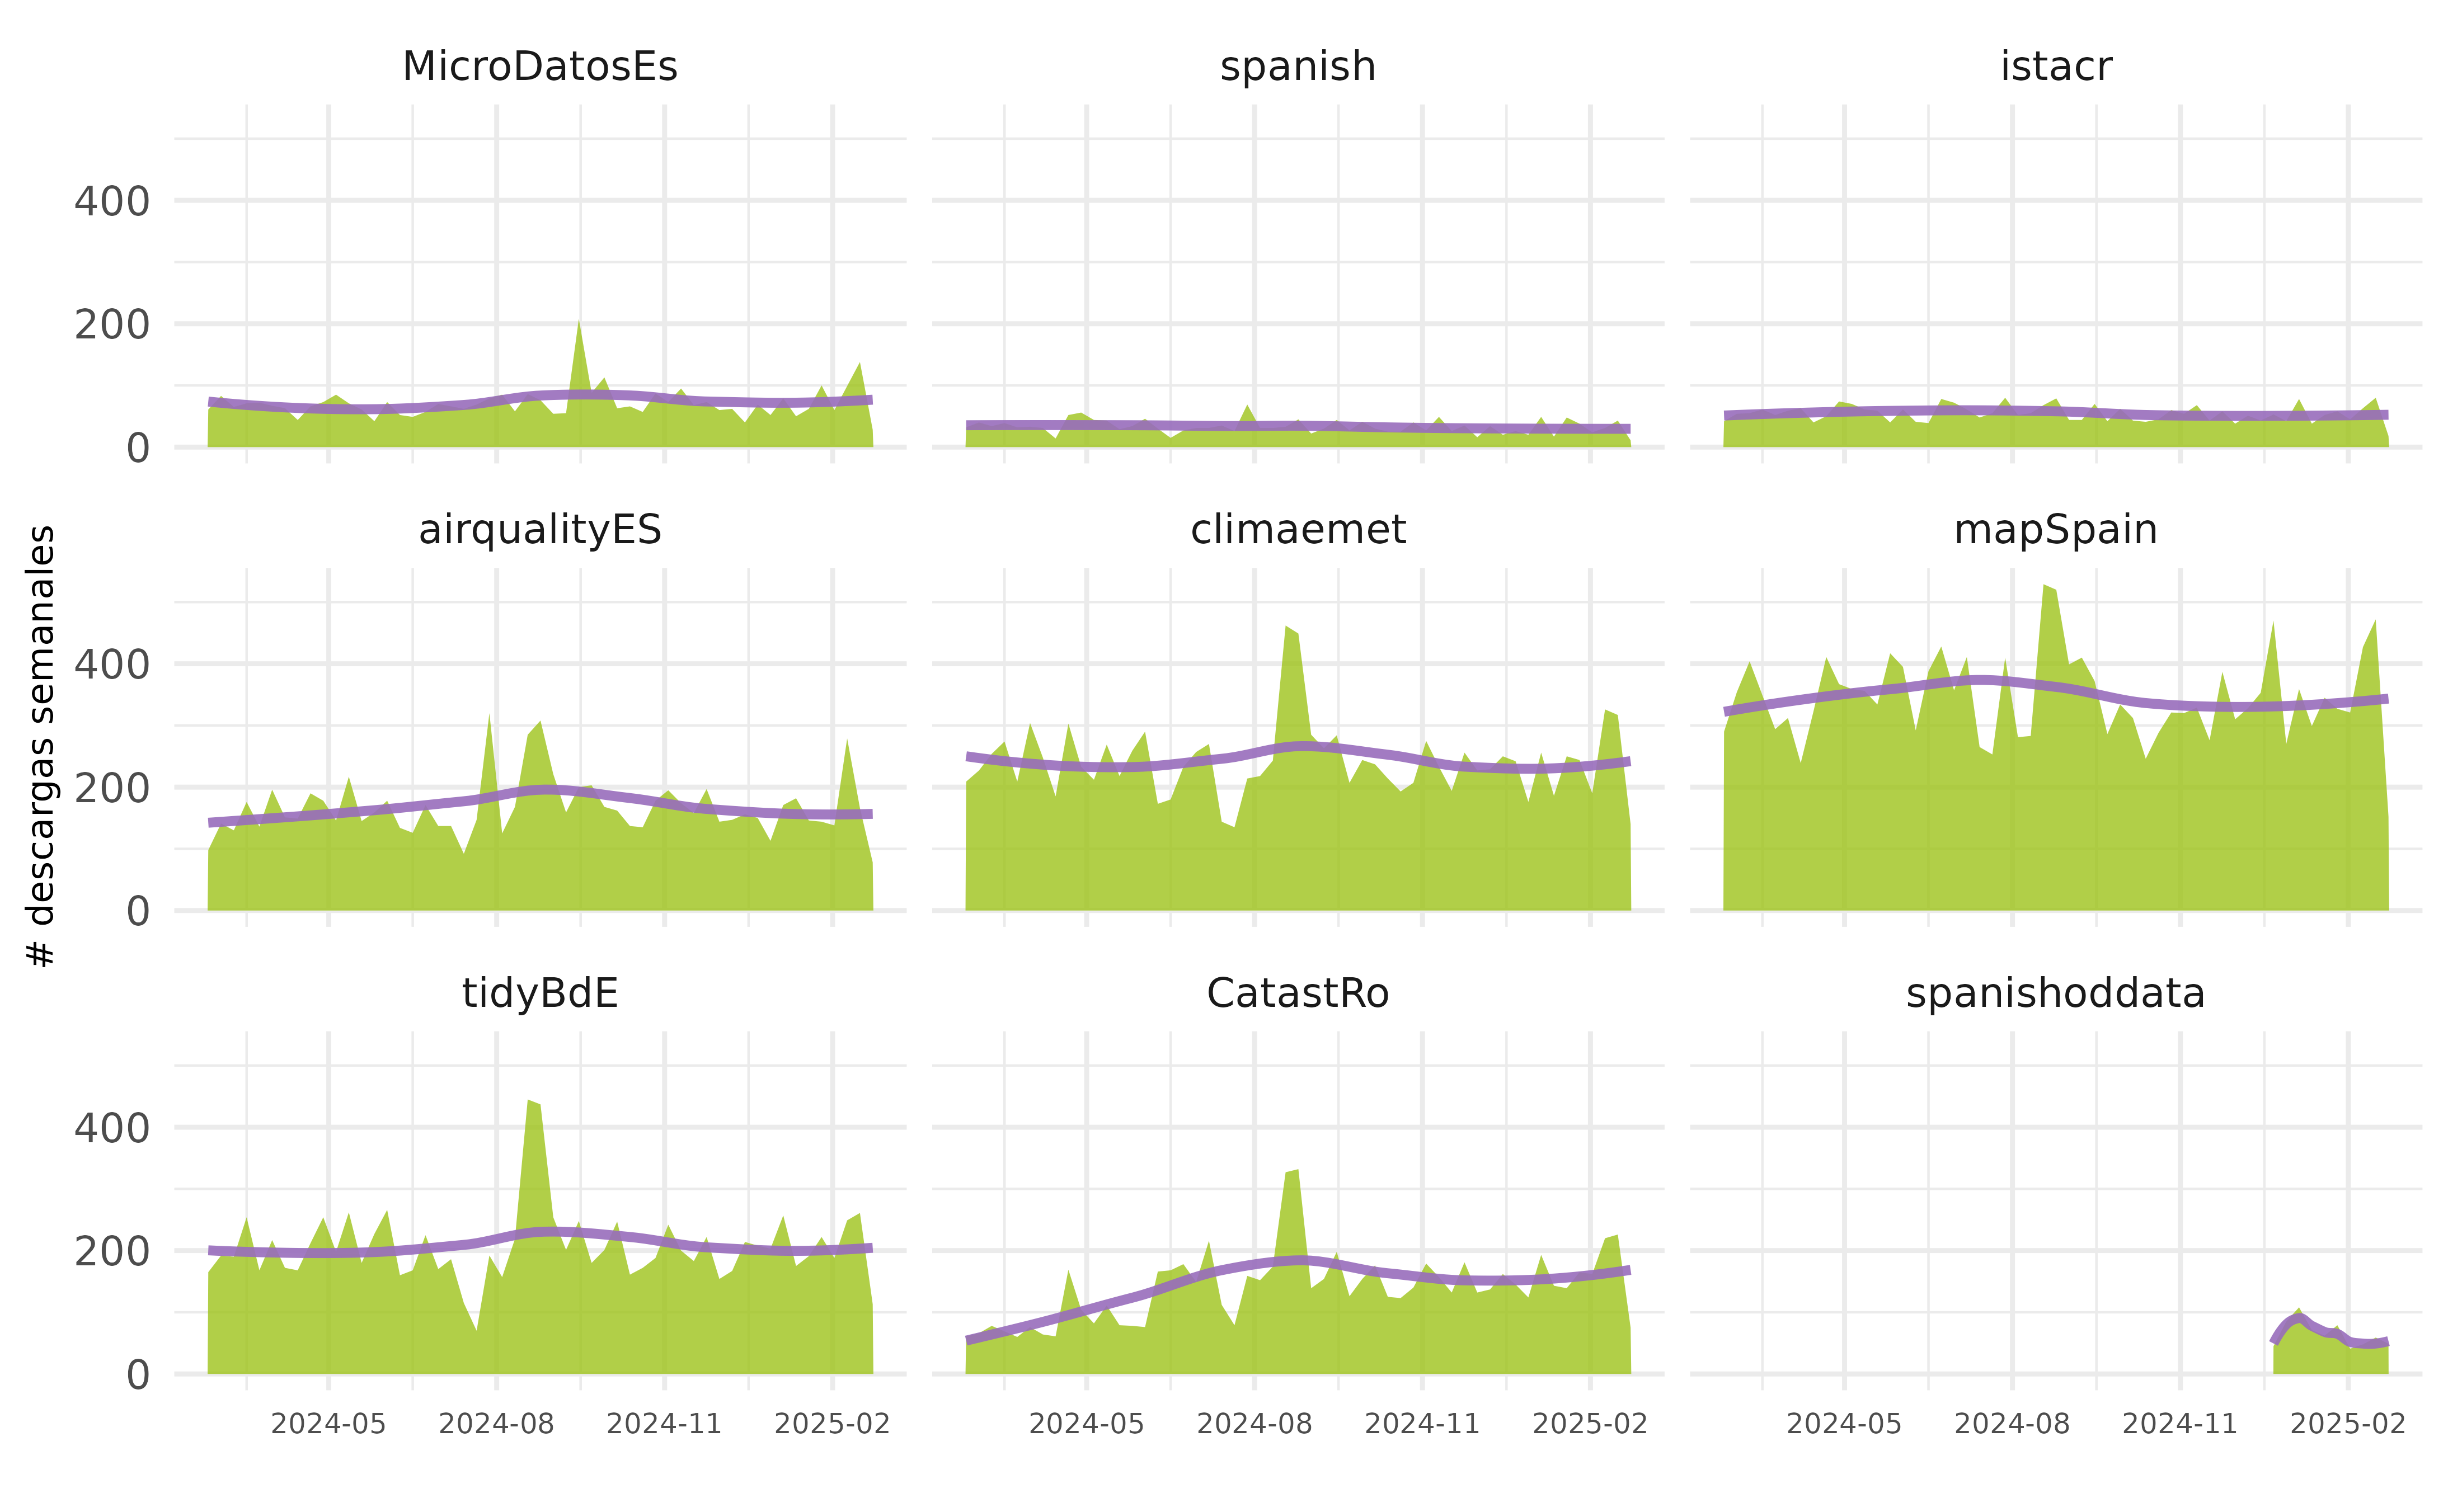 MicroDatosEs
spanish
istacr
400
200
0
# descargas semanales
airqualityES
climaemet
mapSpain
400
200
0
tidyBdE
CatastRo
spanishoddata
400
200
0
2024-05 2024-08 2024-11 2025-02
2024-05 2024-08 2024-11 2025-02
2024-05 2024-08 2024-11 2025-02